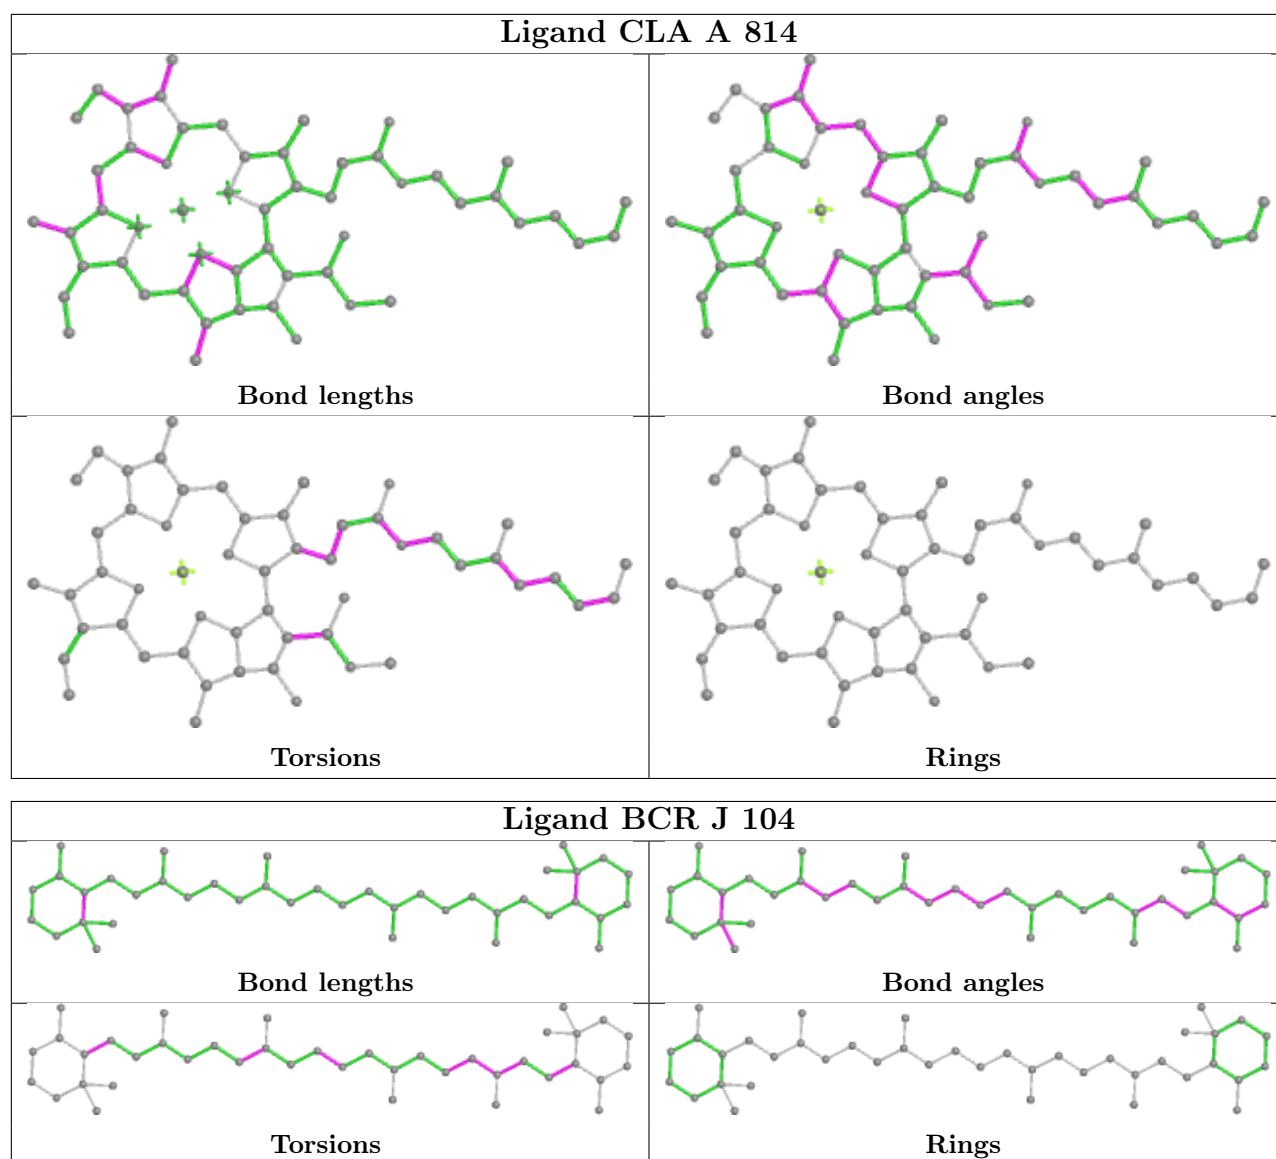 Ligand CLA A 814
Bond lengths
Bond angles
Torsions
Rings
Ligand BCR J 104
Bond lengths
Bond angles
Torsions
Rings